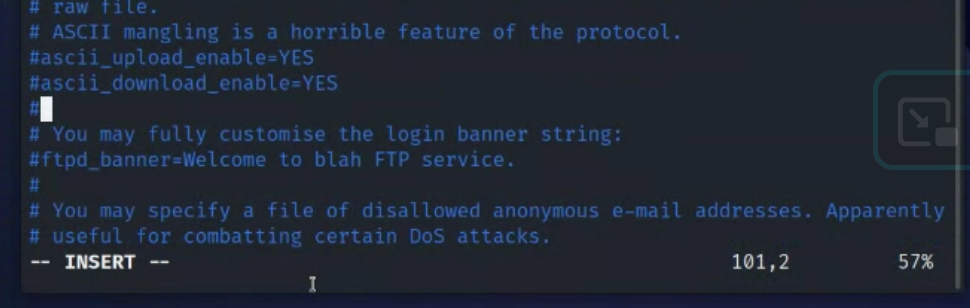 # raw file.
# ASCII mangling is a horrible feature of the protocol.
#ascii_upload_enable=YES
#ascii_download_enable=YES
#
# You may fully customise the login banner string:
#ftpd_banner=Welcome to blah FTP service.
#
# You may specify a file of disallowed anonymous e-mail addresses. Apparently
# useful for combatting certain DoS attacks.
-- INSERT -- 101,2 57%